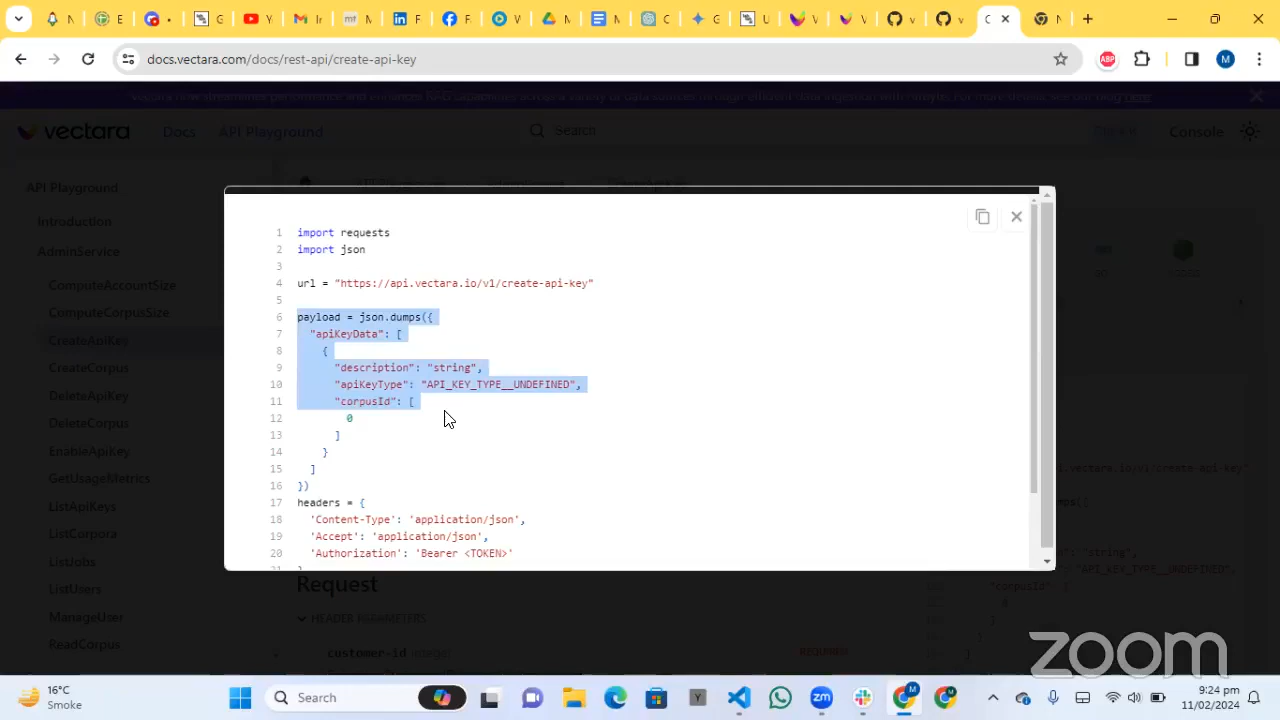 docs.vectara.com/docs/rest-api/create-api-key
ABP
M
vectara
Docs
API Playground
Search
Console
API Playground
Introduction
AdminService
ComputeAccountSize
ComputeCorpusSize
CreateApiKey
CreateCorpus
DeleteApiKey
DeleteCorpus
EnableApiKey
GetUsageMetrics
ListApiKeys
ListCorpora
ListJobs
ListUsers
ManageUser
ReadCorpus
1 import requests
2 import json
3
4 url = "https://api.vectara.io/v1/create-api-key"
5
6 payload = json.dumps({
7 "apiKeyData": [
8 {
9 "description": "string",
10 "apiKeyType": "API_KEY_TYPE__UNDEFINED",
11 "corpusId": [
12 0
13 ]
14 }
15 ]
16 })
17 headers = {
18 'Content-Type': 'application/json',
19 'Accept': 'application/json',
20 'Authorization': 'Bearer <TOKEN>'
Request
HEADER PARAMETERS
customer-id integer
REQUIRED
zoom
16°C
Smoke
Search
9:24 pm
11/02/2024